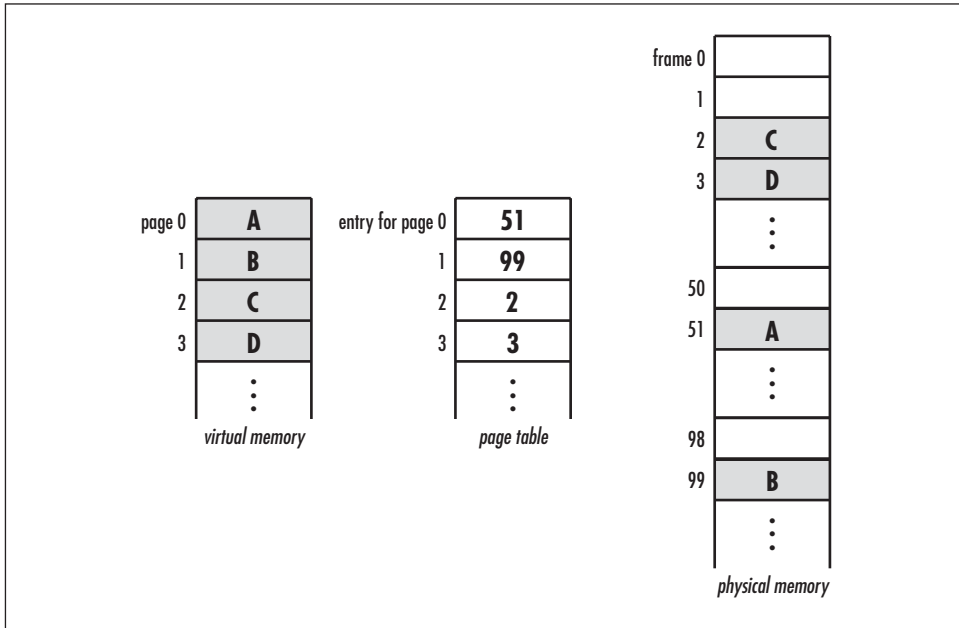 page 0 A
1 B
2 C
3 D
⋮
virtual memory
entry for page 0 51
1 99
2 2
3 3
⋮
page table
frame 0
1
2 C
3 D
⋮
50
51 A
⋮
98
99 B
⋮
physical memory